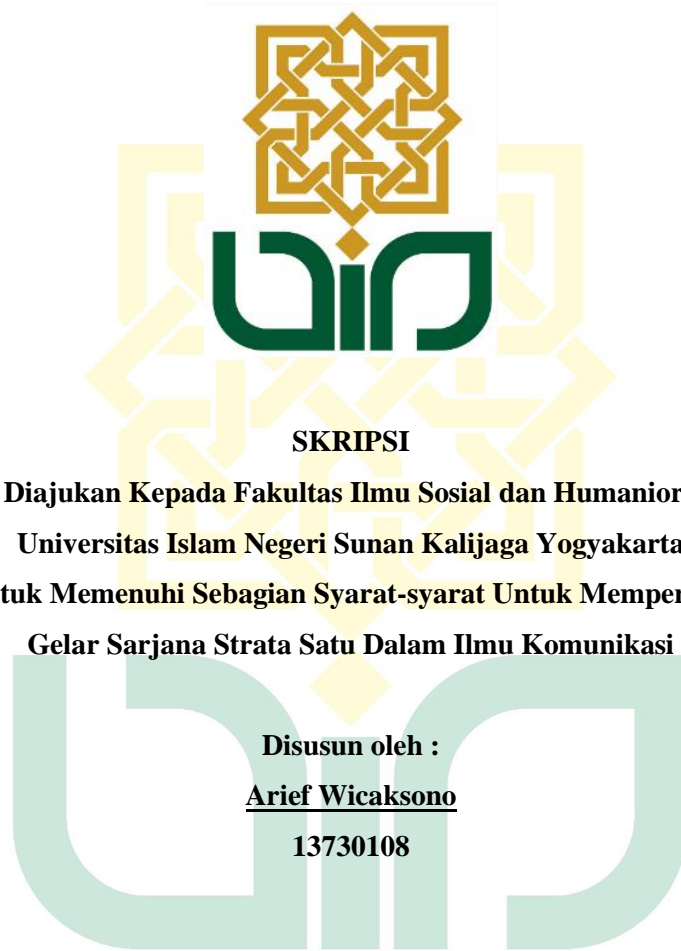 uin
SKRIPSI
Diajukan Kepada Fakultas Ilmu Sosial dan Humanior
Universitas Islam Negeri Sunan Kalijaga Yogyakarta
tuk Memenuhi Sebagian Syarat-syarat Untuk Memper
Gelar Sarjana Strata Satu Dalam Ilmu Komunikasi
Disusun oleh :
Arief Wicaksono
13730108